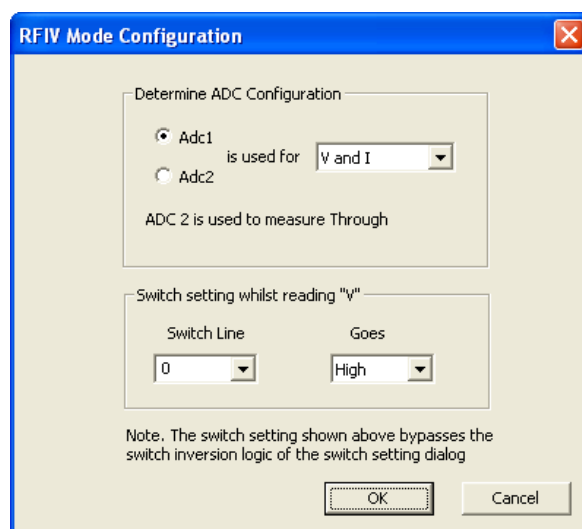 RFIV Mode Configuration
Determine ADC Configuration
Adc1
is used for
V and I
Adc2
ADC 2 is used to measure Through
Switch setting whilst reading "V"
Switch Line
Goes
0
High
Note. The switch setting shown above bypasses the
switch inversion logic of the switch setting dialog
OK
Cancel